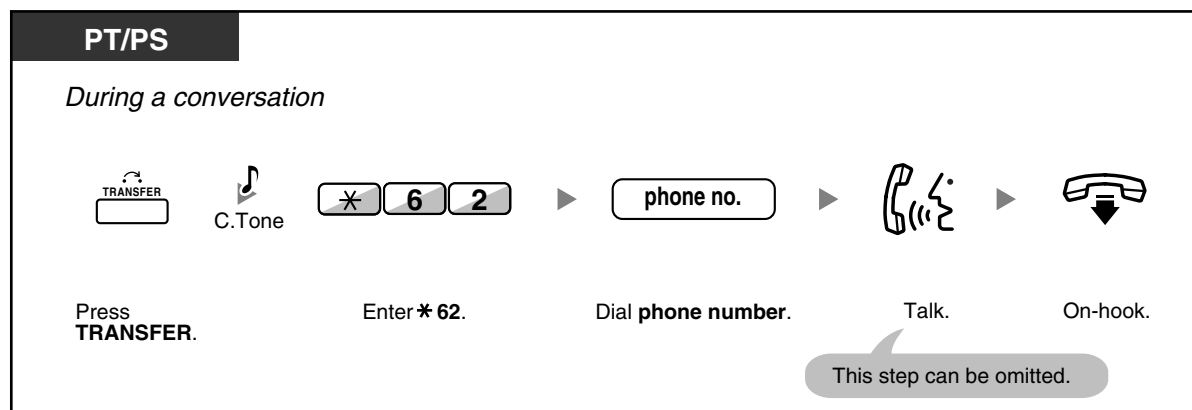 PT/PS
During a conversation
TRANSFER
C.Tone
* 6 2
phone no.
Press
TRANSFER.
Enter * 62.
Dial phone number.
Talk.
On-hook.
This step can be omitted.